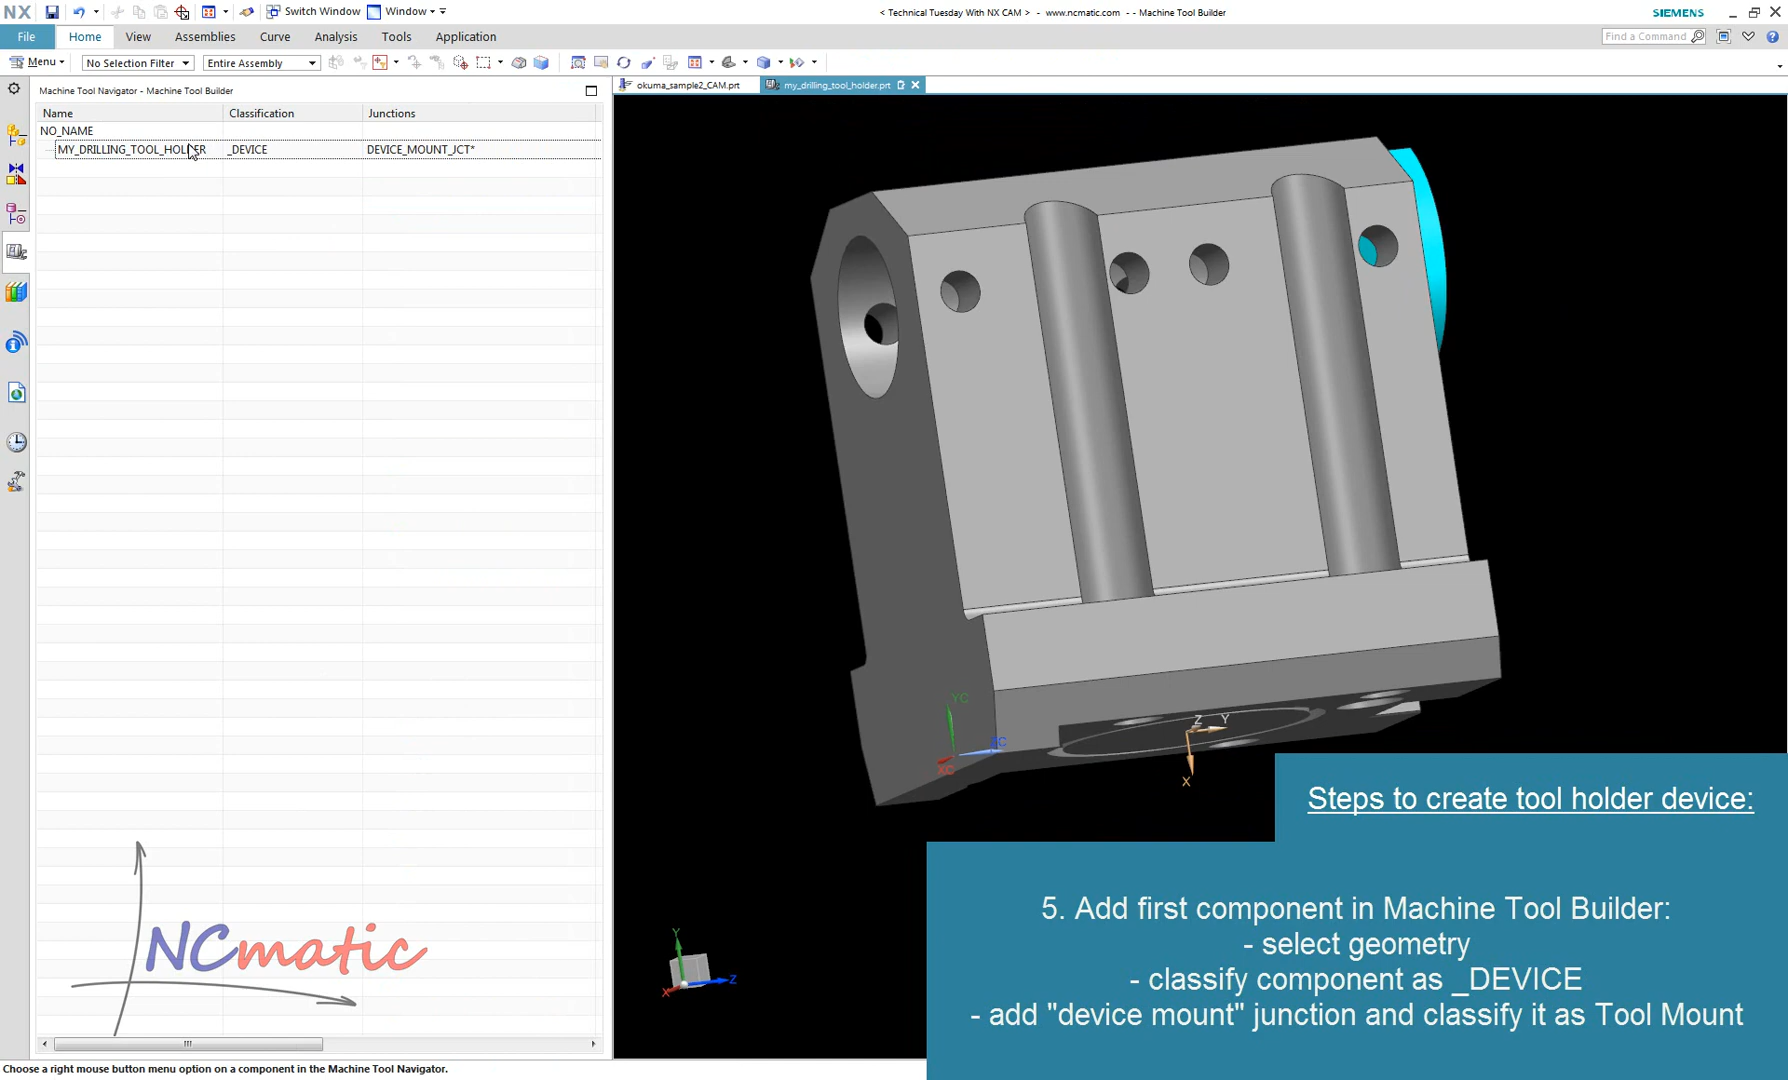 NX
Switch Window
Window
< Technical Tuesday With NX CAM > - www.ncmatic.com - - Machine Tool Builder
SIEMENS
File
Home
View
Assemblies
Curve
Analysis
Tools
Application
Find a Command
Menu
No Selection Filter
Entire Assembly
Machine Tool Navigator - Machine Tool Builder
okuma_sample2_CAM.prt
my_drilling_tool_holder.prt
Name
Classification
Junctions
NO_NAME
MY_DRILLING_TOOL_HOLDER
_DEVICE
DEVICE_MOUNT_JCT*
YC
XC
Z
Y
X
Y
Z
X
NCmatic
Steps to create tool holder device:
5. Add first component in Machine Tool Builder:
- select geometry
- classify component as _DEVICE
- add "device mount" junction and classify it as Tool Mount
Choose a right mouse button menu option on a component in the Machine Tool Navigator.